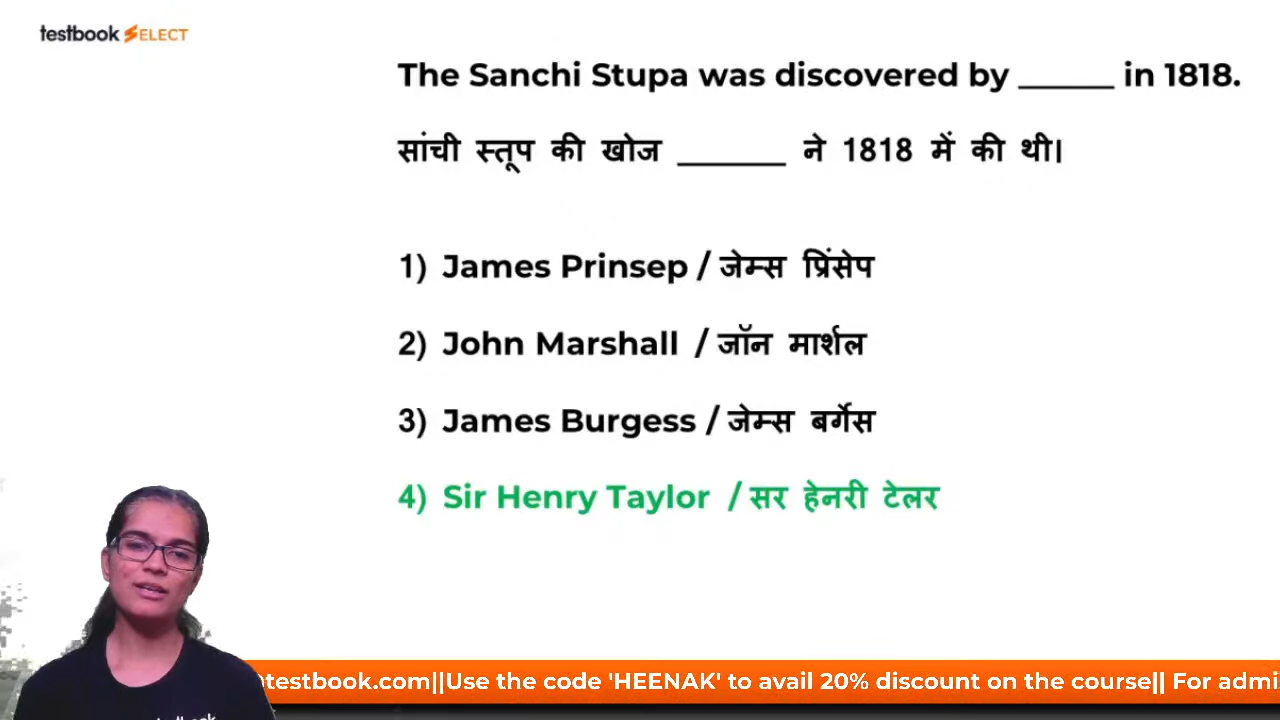 testbook SELECT
The Sanchi Stupa was discovered by ______ in 1818.
सांची स्तूप की खोज _______ ने 1818 में की थी।
1) James Prinsep / जेम्स प्रिंसेप
2) John Marshall / जॉन मार्शल
3) James Burgess / जेम्स बर्गेस
4) Sir Henry Taylor / सर हेनरी टेलर
testbook.com||Use the code 'HEENAK' to avail 20% discount on the course|| For admi